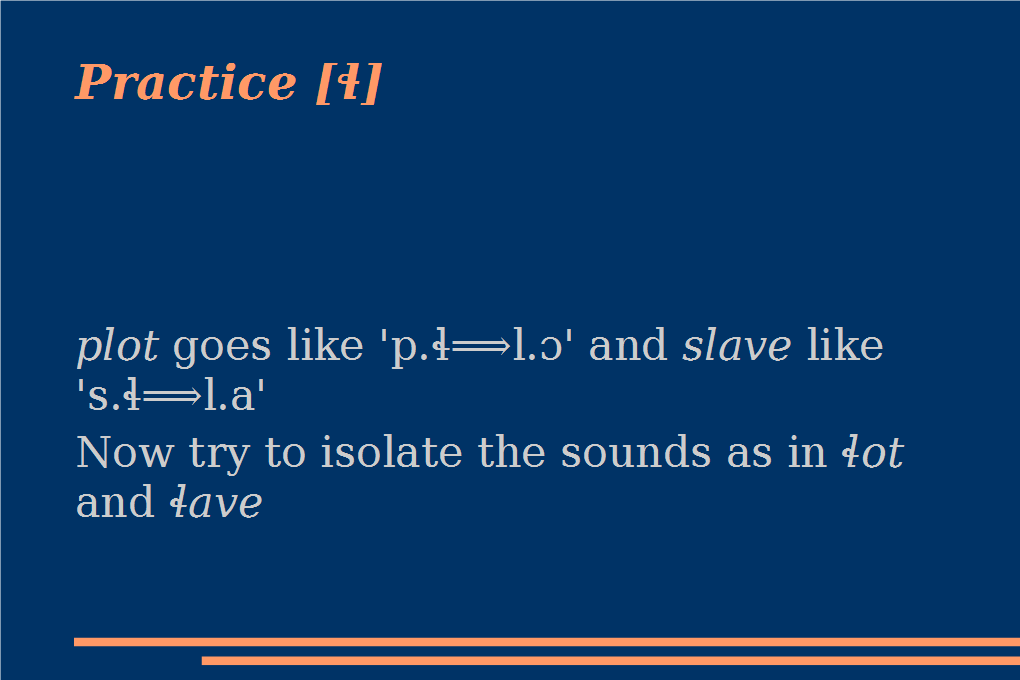 Practice [ɬ]
plot goes like 'p.ɬ⟹l.ɔ' and slave like
's.ɬ⟹l.a'
Now try to isolate the sounds as in ɬot
and ɬave